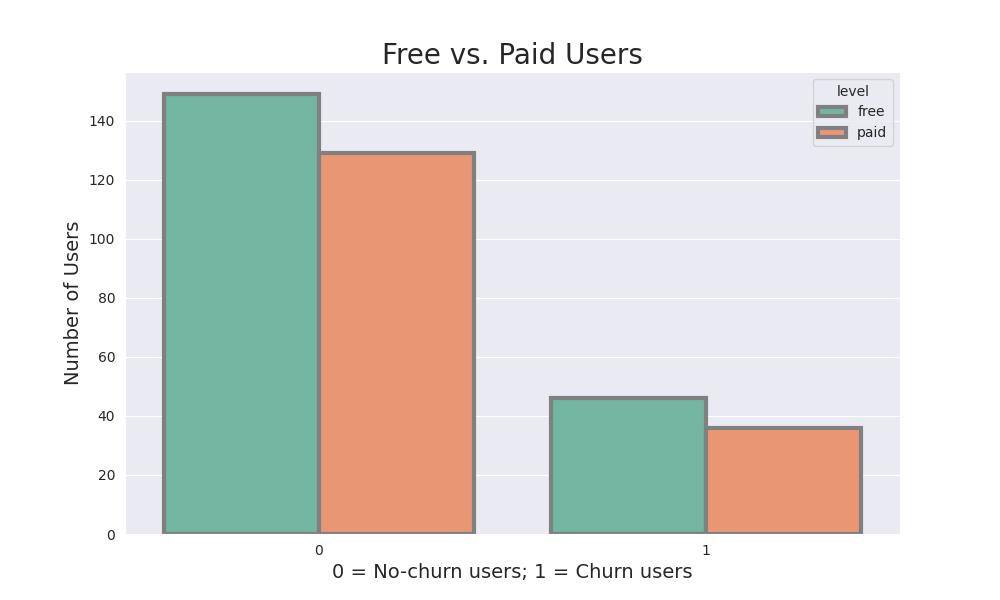 Free vs. Paid Users
level
free
paid
140
120
100
80
60
40
20
0
Number of Users
0
1
0 = No-churn users; 1 = Churn users